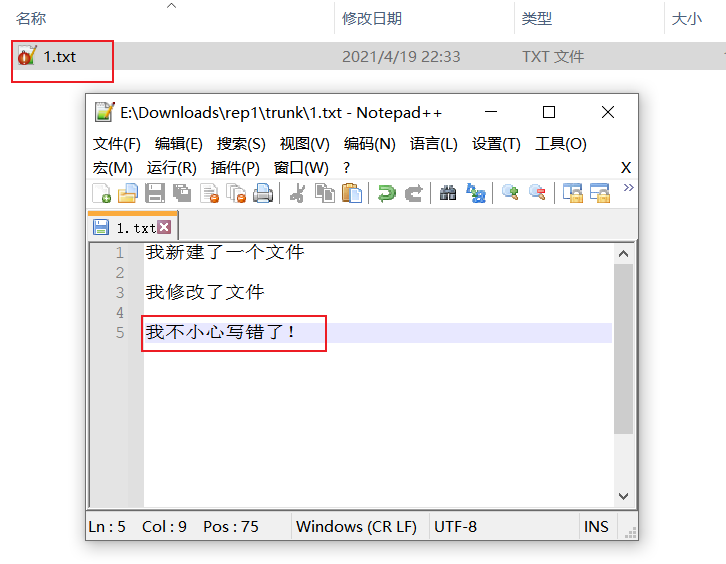 名称 修改日期 类型 大小
1.txt 2021/4/19 22:33 TXT 文件
E:\Downloads\rep1\trunk\1.txt - Notepad++
文件(F) 编辑(E) 搜索(S) 视图(V) 编码(N) 语言(L) 设置(T) 工具(O)
宏(M) 运行(R) 插件(P) 窗口(W) ? X
1.txt
1 我新建了一个文件
2
3 我修改了文件
4
5 我不小心写错了!
Ln : 5 Col : 9 Pos : 75 Windows (CR LF) UTF-8 INS